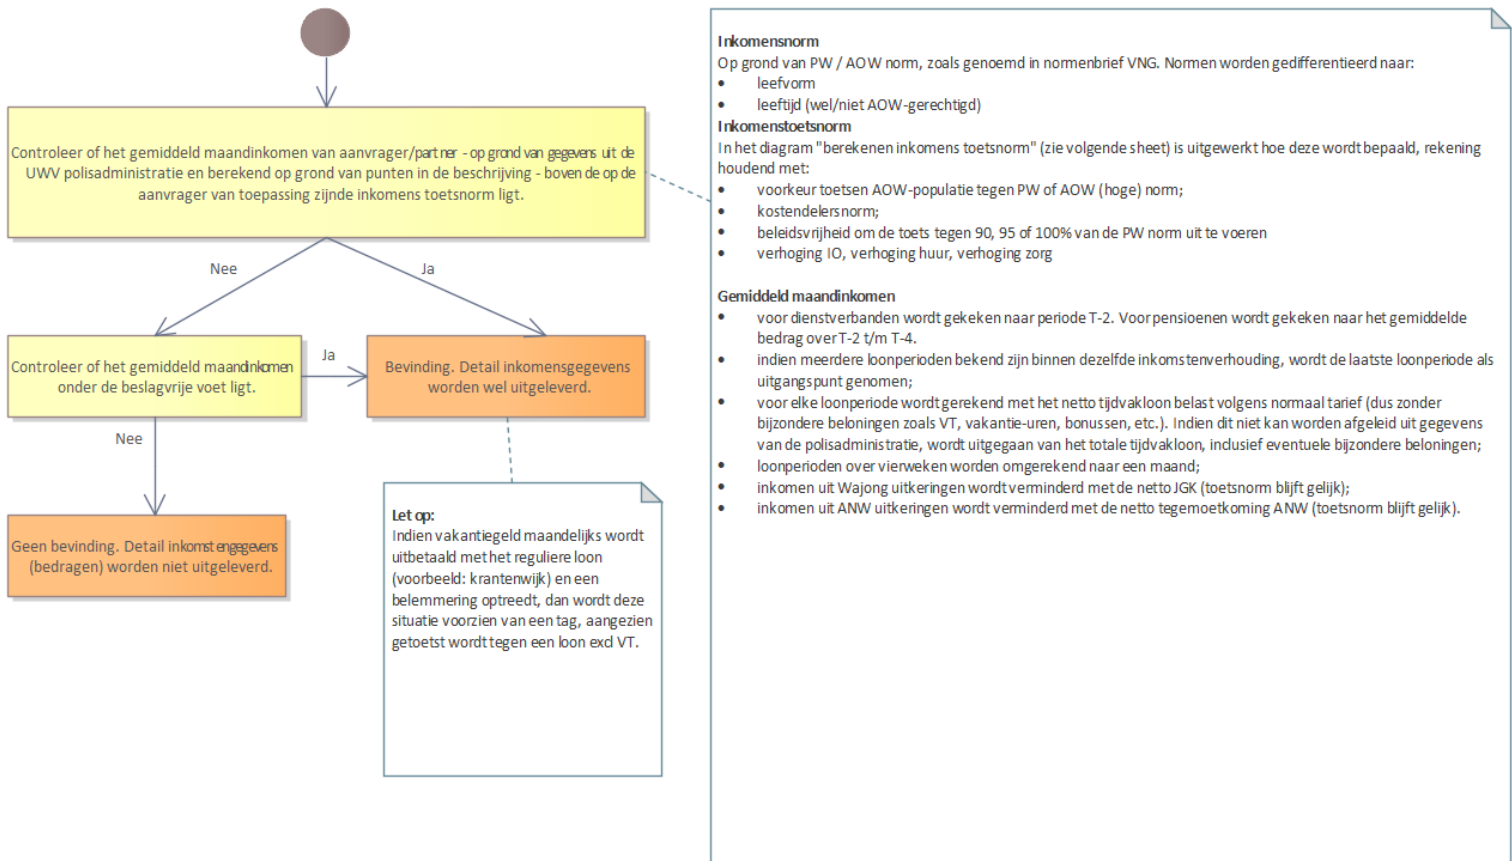 Controleer of het gemiddeld maandinkomen van aanvrager/partner - op grond van gegevens uit de
UWV polisadministratie en berekend op grond van punten in de beschrijving - boven de op de
aanvrager van toepassing zijnde inkomens toetsnorm ligt.
Nee
Ja
Controleer of het gemiddeld maandinkomen
onder de beslagvrije voet ligt.
Ja
Bevinding. Detail inkomensgegevens
worden wel uitgeleverd.
Nee
Geen bevinding. Detail inkomstengegevens
(bedragen) worden niet uitgeleverd.
Let op:
Indien vakantiegeld maandelijks wordt
uitbetaald met het reguliere loon
(voorbeeld: krantenwijk) en een
belemmering optreedt, dan wordt deze
situatie voorzien van een tag, aangezien
getoetst wordt tegen een loon excl VT.
Inkomensnorm
Op grond van PW / AOW norm, zoals genoemd in normenbrief VNG. Normen worden gedifferentieerd naar:
• leefvorm
• leeftijd (wel/niet AOW-gerechtigd)
Inkomenstoetsnorm
In het diagram "berekenen inkomens toetsnorm" (zie volgende sheet) is uitgewerkt hoe deze wordt bepaald, rekening
houdend met:
• voorkeur toetsen AOW-populatie tegen PW of AOW (hoge) norm;
• kostendelersnorm;
• beleidsvrijheid om de toets tegen 90, 95 of 100% van de PW norm uit te voeren
• verhoging IO, verhoging huur, verhoging zorg
Gemiddeld maandinkomen
• voor dienstverbanden wordt gekeken naar periode T-2. Voor pensioenen wordt gekeken naar het gemiddelde
bedrag over T-2 t/m T-4.
• indien meerdere loonperioden bekend zijn binnen dezelfde inkomstenverhouding, wordt de laatste loonperiode als
uitgangspunt genomen;
• voor elke loonperiode wordt gerekend met het netto tijdvakloon belast volgens normaal tarief (dus zonder
bijzondere beloningen zoals VT, vakantie-uren, bonussen, etc.). Indien dit niet kan worden afgeleid uit gegevens
van de polisadministratie, wordt uitgegaan van het totale tijdvakloon, inclusief eventuele bijzondere beloningen;
• loonperioden over vier weken worden omgerekend naar een maand;
• inkomen uit Wajong uitkeringen wordt verminderd met de netto JGK (toetsnorm blijft gelijk);
• inkomen uit ANW uitkeringen wordt verminderd met de netto tegemoetkoming ANW (toetsnorm blijft gelijk).